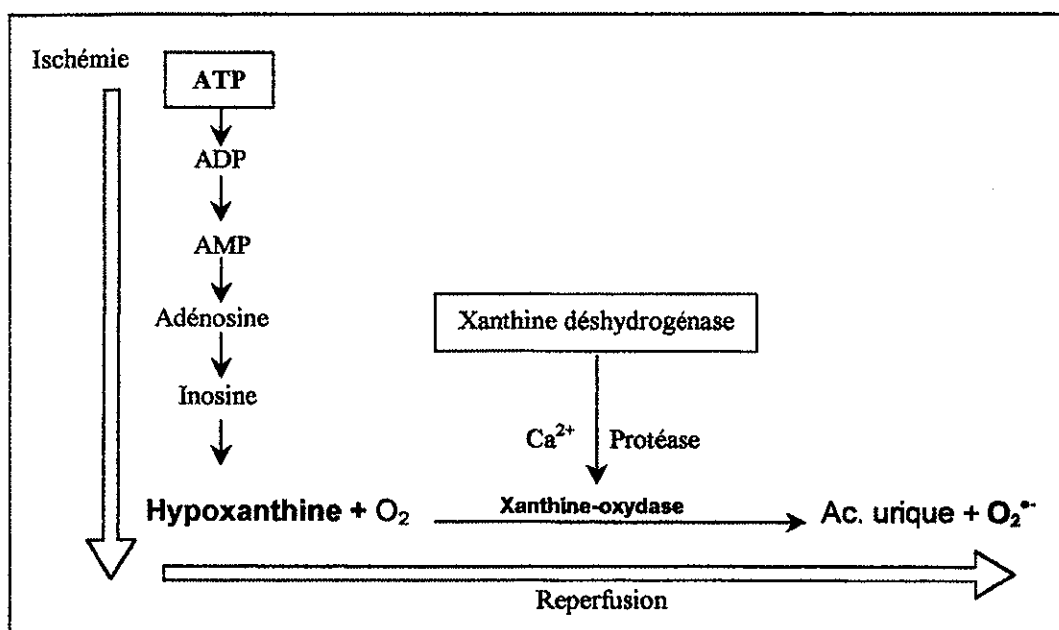 Ischémie
ATP
ADP
AMP
Adénosine
Inosine
Xanthine déshydrogénase
Ca²⁺ Protéase
Hypoxanthine + O₂ Xanthine-oxydase Ac. urique + O₂•-
Reperfusion